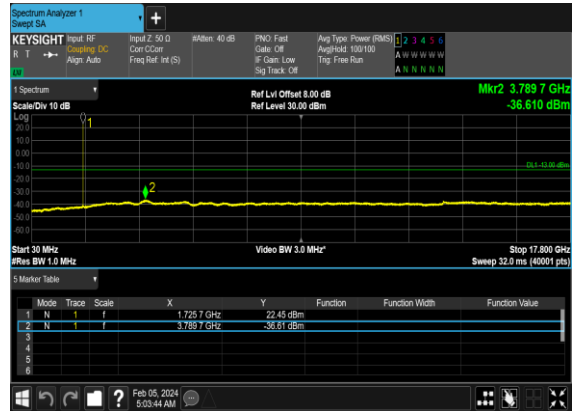 Spectrum Analyzer 1
Swept SA
+
KEYSIGHT
R T
LW
Input: RF
Coupling: DC
Align: Auto
Input Z: 50 Ω
Corr CCorr
Freq Ref: Int (S)
#Atten: 40 dB
PNO: Fast
Gate: Off
IF Gain: Low
Sig Track: Off
Avg Type: Power (RMS)
Avg|Hold: 100/100
Trig: Free Run
1 2 3 4 5 6
A W W W W W
A N N N N N
1 Spectrum
Scale/Div 10 dB
Ref Lvl Offset 8.00 dB
Ref Level 30.00 dBm
Mkr2 3.789 7 GHz
-36.610 dBm
Log
20.0
10.0
0.00
-10.0
-20.0
-30.0
-40.0
-50.0
-60.0
1
2
DL1 -13.00 dBm
Start 30 MHz
#Res BW 1.0 MHz
Video BW 3.0 MHz*
Stop 17.800 GHz
Sweep 32.0 ms (40001 pts)
5 Marker Table
Mode Trace Scale X Y Function Function Width Function Value
1 N 1 f 1.725 7 GHz 22.45 dBm
2 N 1 f 3.789 7 GHz -36.61 dBm
3
4
5
6
?
Feb 05, 2024
5:03:44 AM